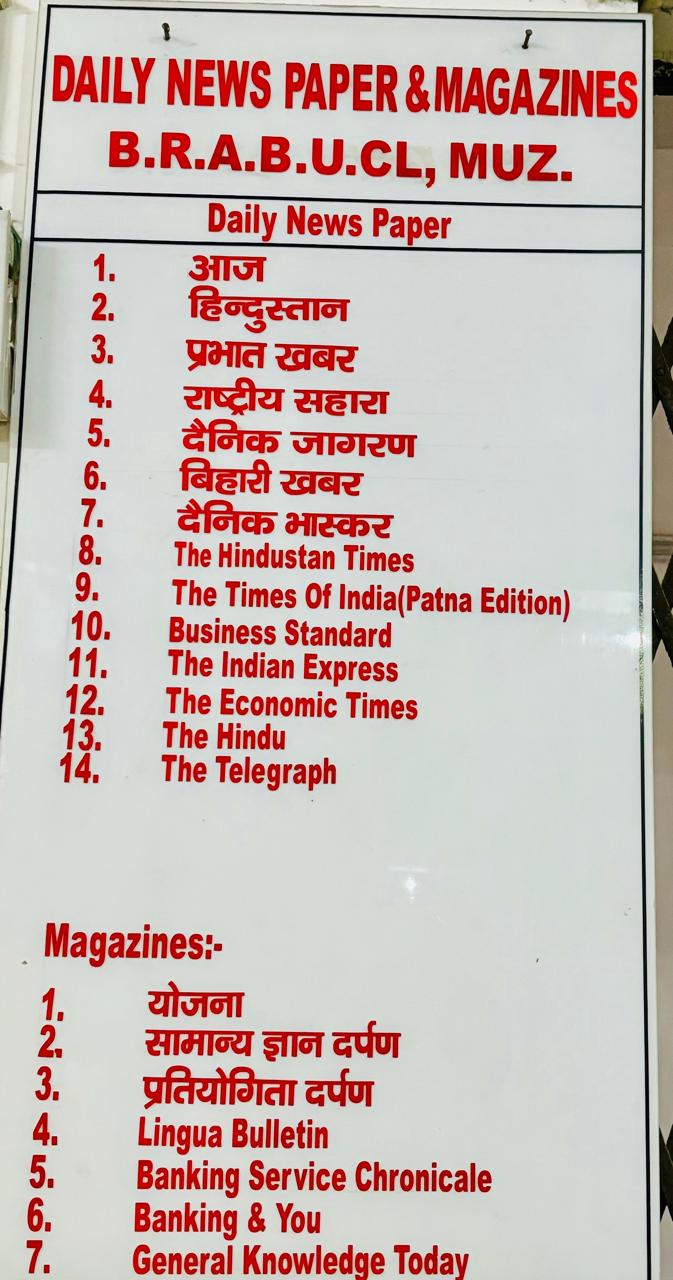 DAILY NEWS PAPER & MAGAZINES
B.R.A.B.U.CL, MUZ.
Daily News Paper
1. आज
2. हिन्दुस्तान
3. प्रभात खबर
4. राष्ट्रीय सहारा
5. दैनिक जागरण
6. बिहारी खबर
7. दैनिक भास्कर
8. The Hindustan Times
9. The Times Of India(Patna Edition)
10. Business Standard
11. The Indian Express
12. The Economic Times
13. The Hindu
14. The Telegraph
Magazines:-
1. योजना
2. सामान्य ज्ञान दर्पण
3. प्रतियोगिता दर्पण
4. Lingua Bulletin
5. Banking Service Chronicale
6. Banking & You
7. General Knowledge Today